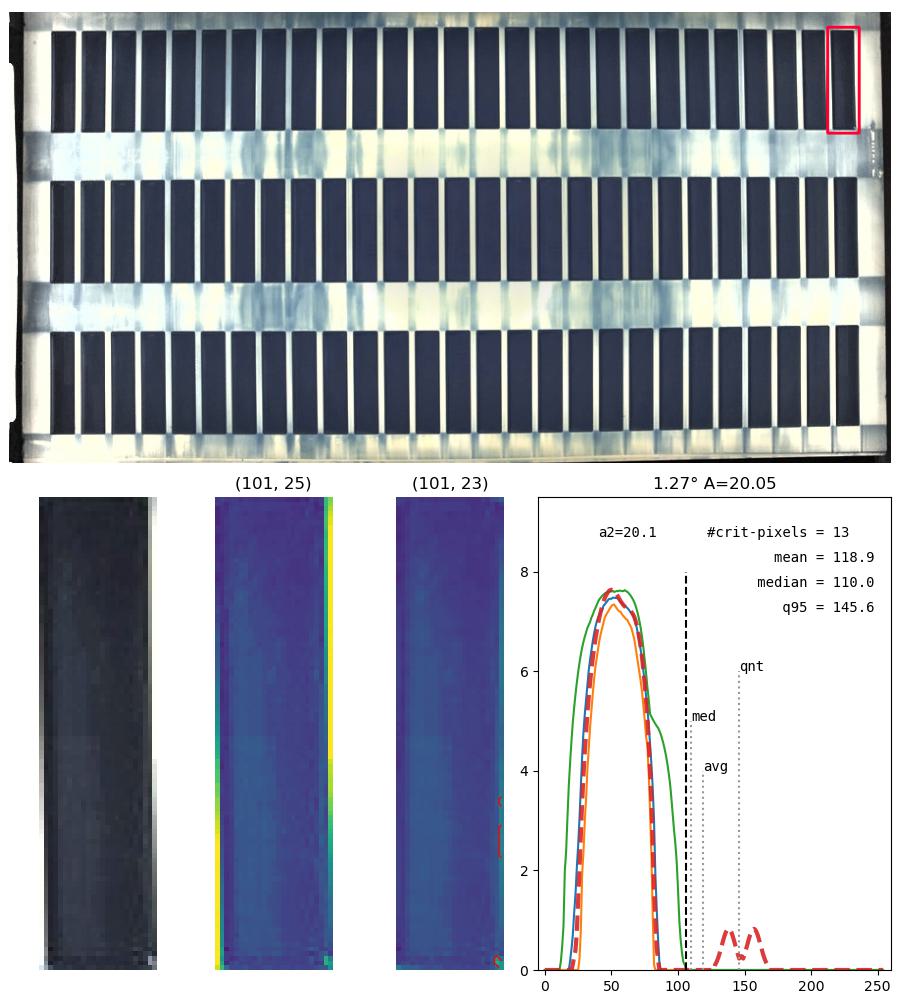 (101, 25)
(101, 23)
1.27° A=20.05
a2=20.1
#crit-pixels = 13
mean = 118.9
median = 110.0
q95 = 145.6
qnt
med
avg
8
6
4
2
0
0 50 100 150 200 250